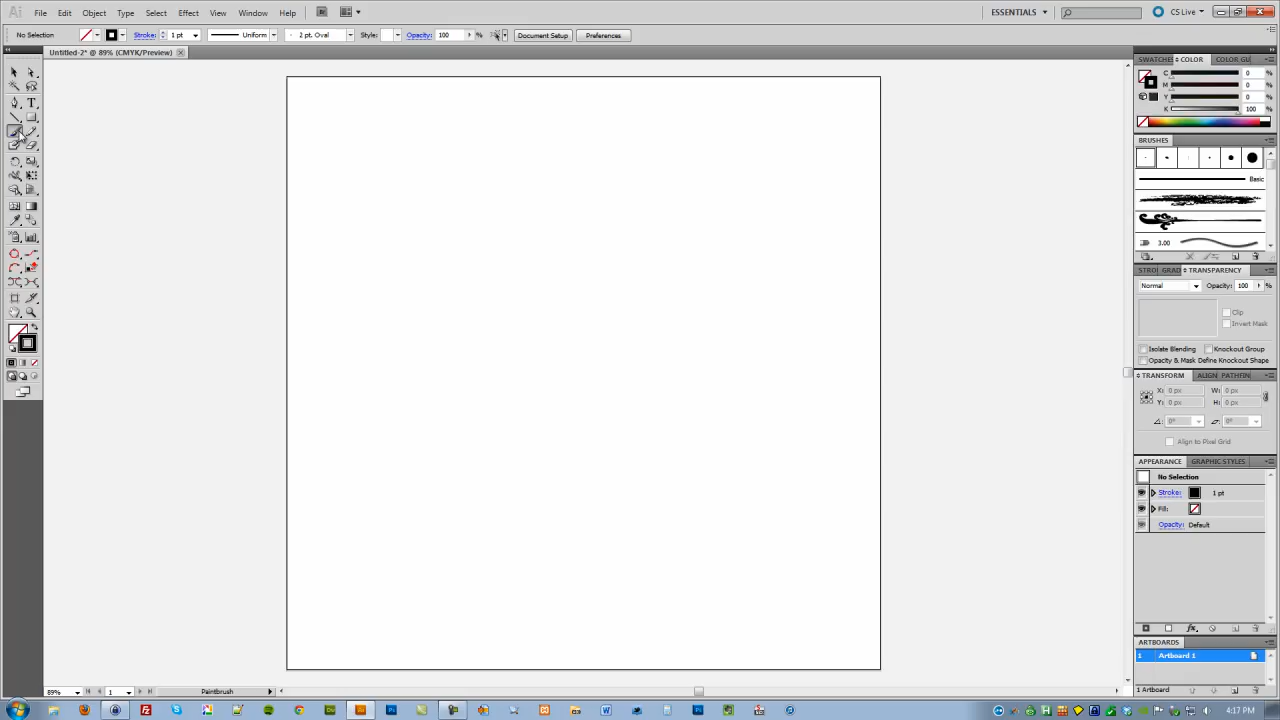 Ai File Edit Object Type Select Effect View Window Help Br ESSENTIALS CS Live
No Selection Stroke: 1 pt Uniform 2 pt. Oval Style: Opacity: 100 % Document Setup Preferences
Untitled-2* @ 89% (CMYK/Preview)
SWATCHES COLOR COLOR GU
C 0 %
M 0
Y 0
K 100 %
BRUSHES
Basic
3.00
STRO GRAD TRANSPARENCY
Normal Opacity: 100 %
Clip
Invert Mask
Isolate Blending Knockout Group
Opacity & Mask Define Knockout Shape
TRANSFORM ALIGN PATHFIN
X: 0 px W: 0 px
Y: 0 px H: 0 px
0° 0°
Align to Pixel Grid
APPEARANCE GRAPHIC STYLES
No Selection
Stroke: 1 pt
Fill:
Opacity: Default
fx
ARTBOARDS
1 Artboard 1
1 Artboard
89% 1 Paintbrush
4:17 PM